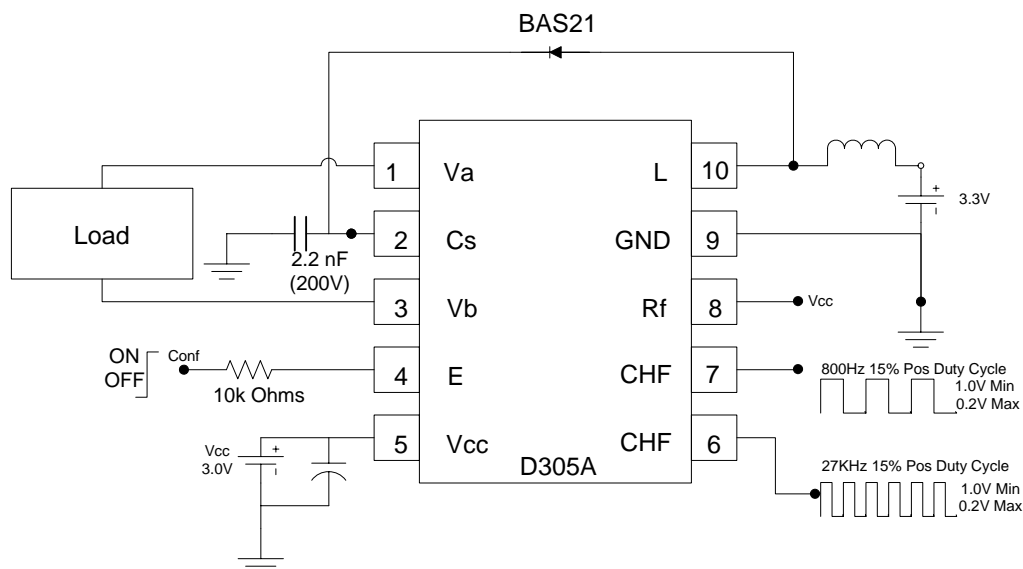 BAS21
1
Va
L
10
3.3V
Load
2
Cs
GND
9
2.2 nF
(200V)
3
Vb
Rf
8
Vcc
ON
OFF
Conf
10k Ohms
4
E
CHF
7
800Hz 15% Pos Duty Cycle
1.0V Min
0.2V Max
Vcc
3.0V
5
Vcc
CHF
6
D305A
27KHz 15% Pos Duty Cycle
1.0V Min
0.2V Max